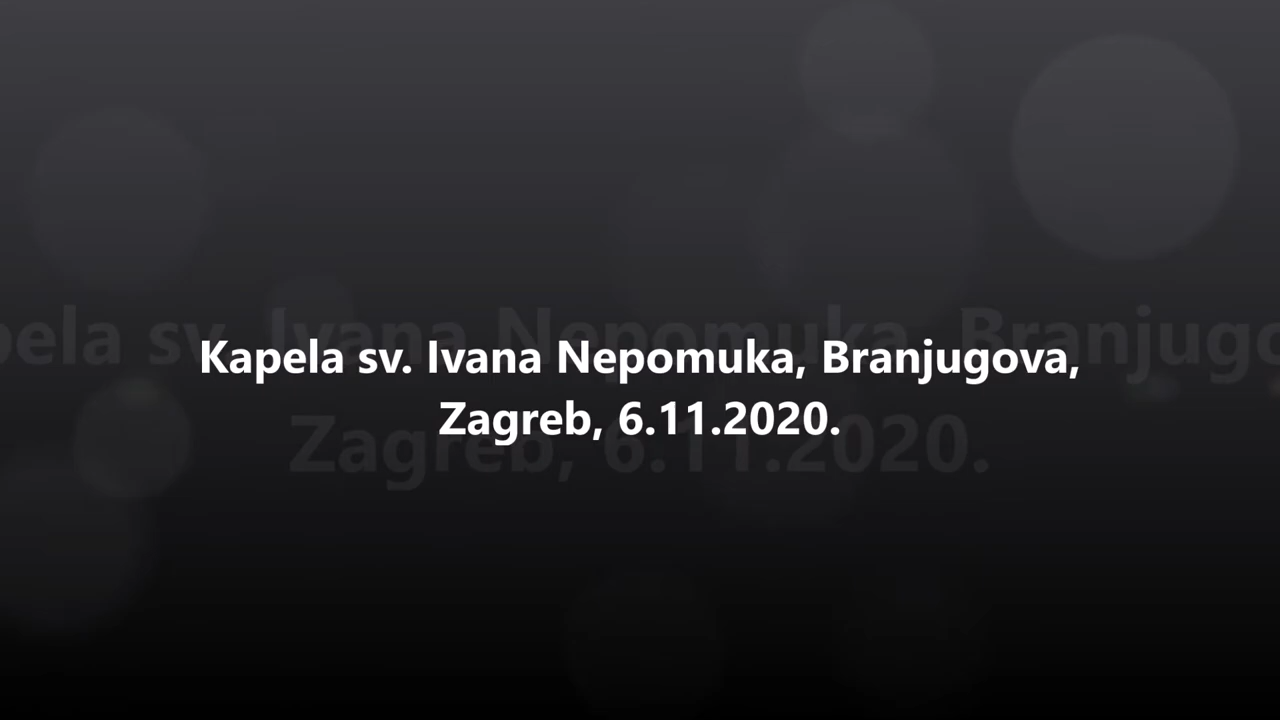 Kapela sv. Ivana Nepomuka, Branjugova,
Zagreb, 6.11.2020.